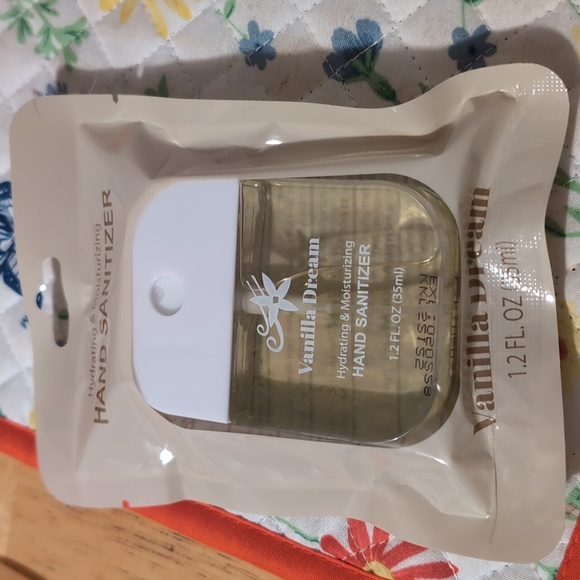 Hydrating & Moisturizing
HAND SANITIZER
Vanilla Dream
Hydrating & Moisturizing
HAND SANITIZER
1.2 FL. OZ (35ml)
Vanilla Dream
1.2 FL. OZ (35ml)